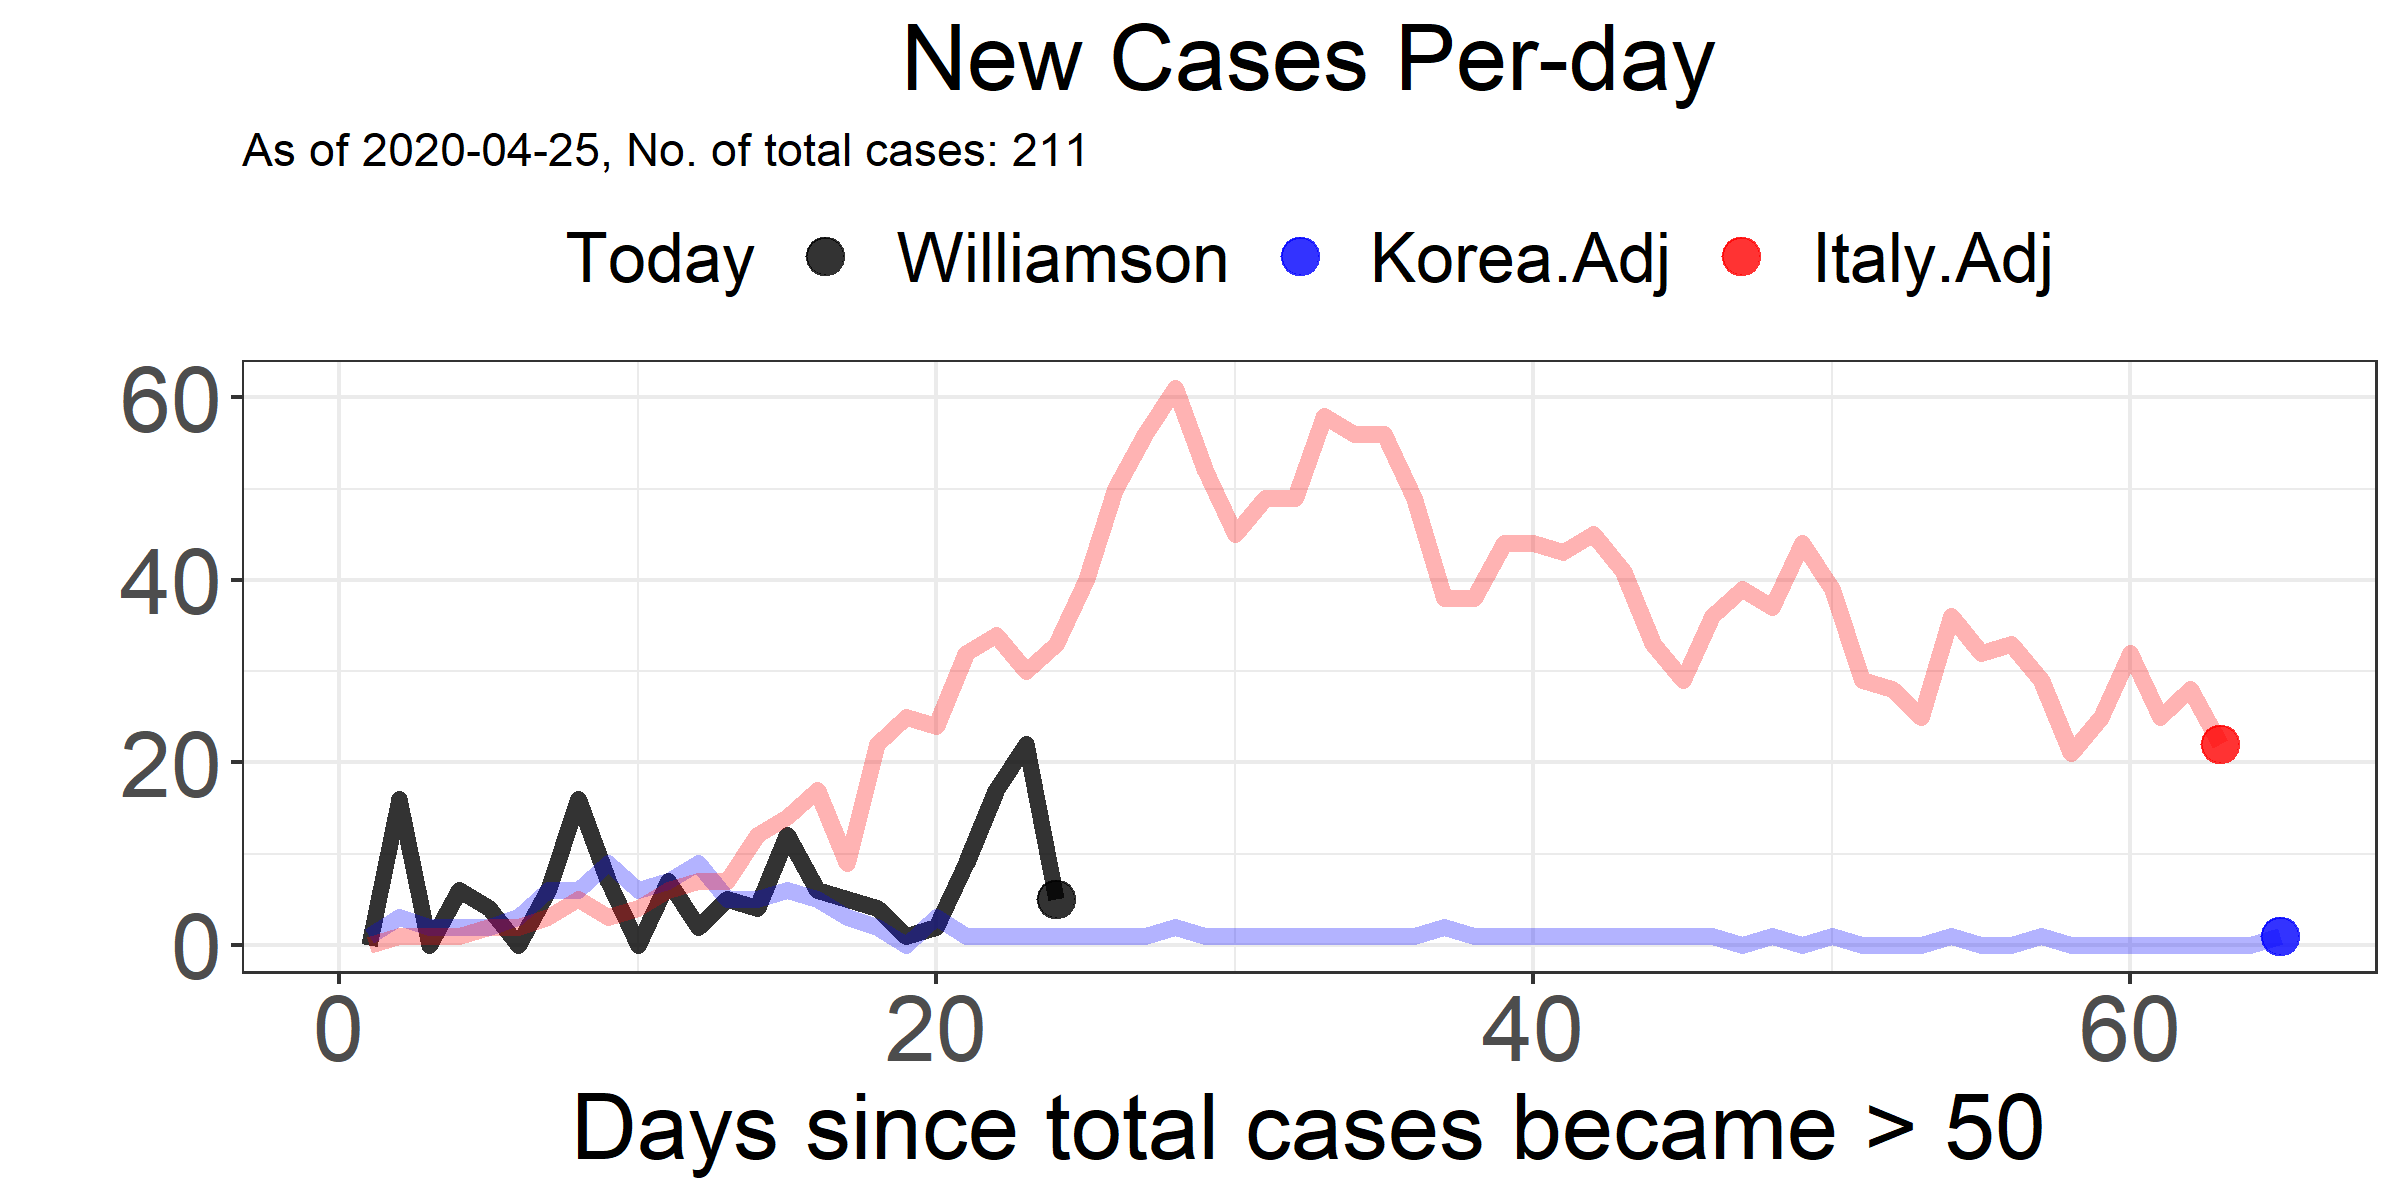 New Cases Per-day
As of 2020-04-25, No. of total cases: 211
Today Williamson Korea.Adj Italy.Adj
60
40
20
0
0 20 40 60
Days since total cases became > 50